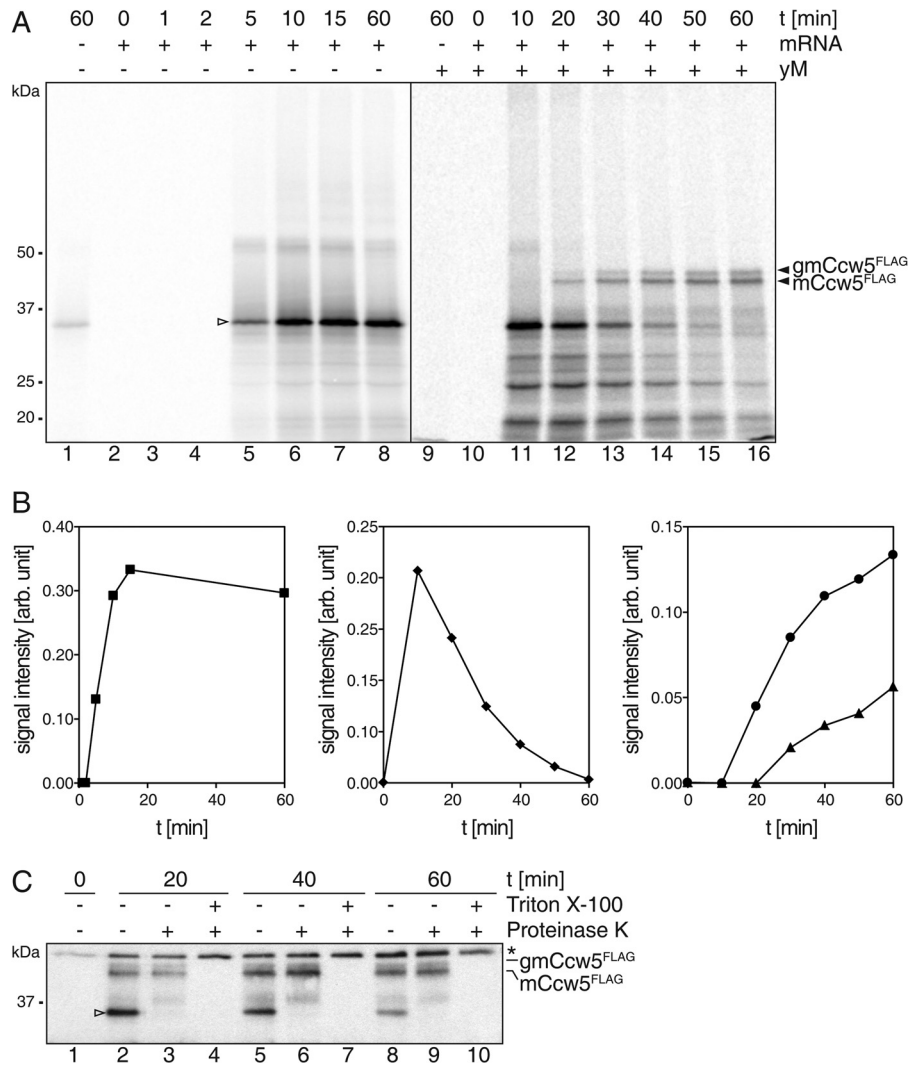 A
60 0 1 2 5 10 15 60 60 0 10 20 30 40 50 60 t [min]
- + + + + + + + - + + + + + + + mRNA
- - - - - - - - + + + + + + + + yM
kDa
50
gmCcw5FLAG
mCcw5FLAG
37
25
20
1 2 3 4 5 6 7 8 9 10 11 12 13 14 15 16
B
0.40 0.30 0.20 0.10 0.00
signal intensity [arb. unit]
0 20 40 60
t [min]
0.25 0.20 0.25 0.15 0.10 0.00
signal intensity [arb. unit]
0 20 40 60
t [min]
0.15 0.10 0.05 0.00
signal intensity [arb. unit]
0 20 40 60
t [min]
C
0 20 40 60 t [min]
- - - + - - + - - + Triton X-100
- - + + - + + - + + Proteinase K
kDa
*
gmCcw5FLAG
mCcw5FLAG
37
1 2 3 4 5 6 7 8 9 10